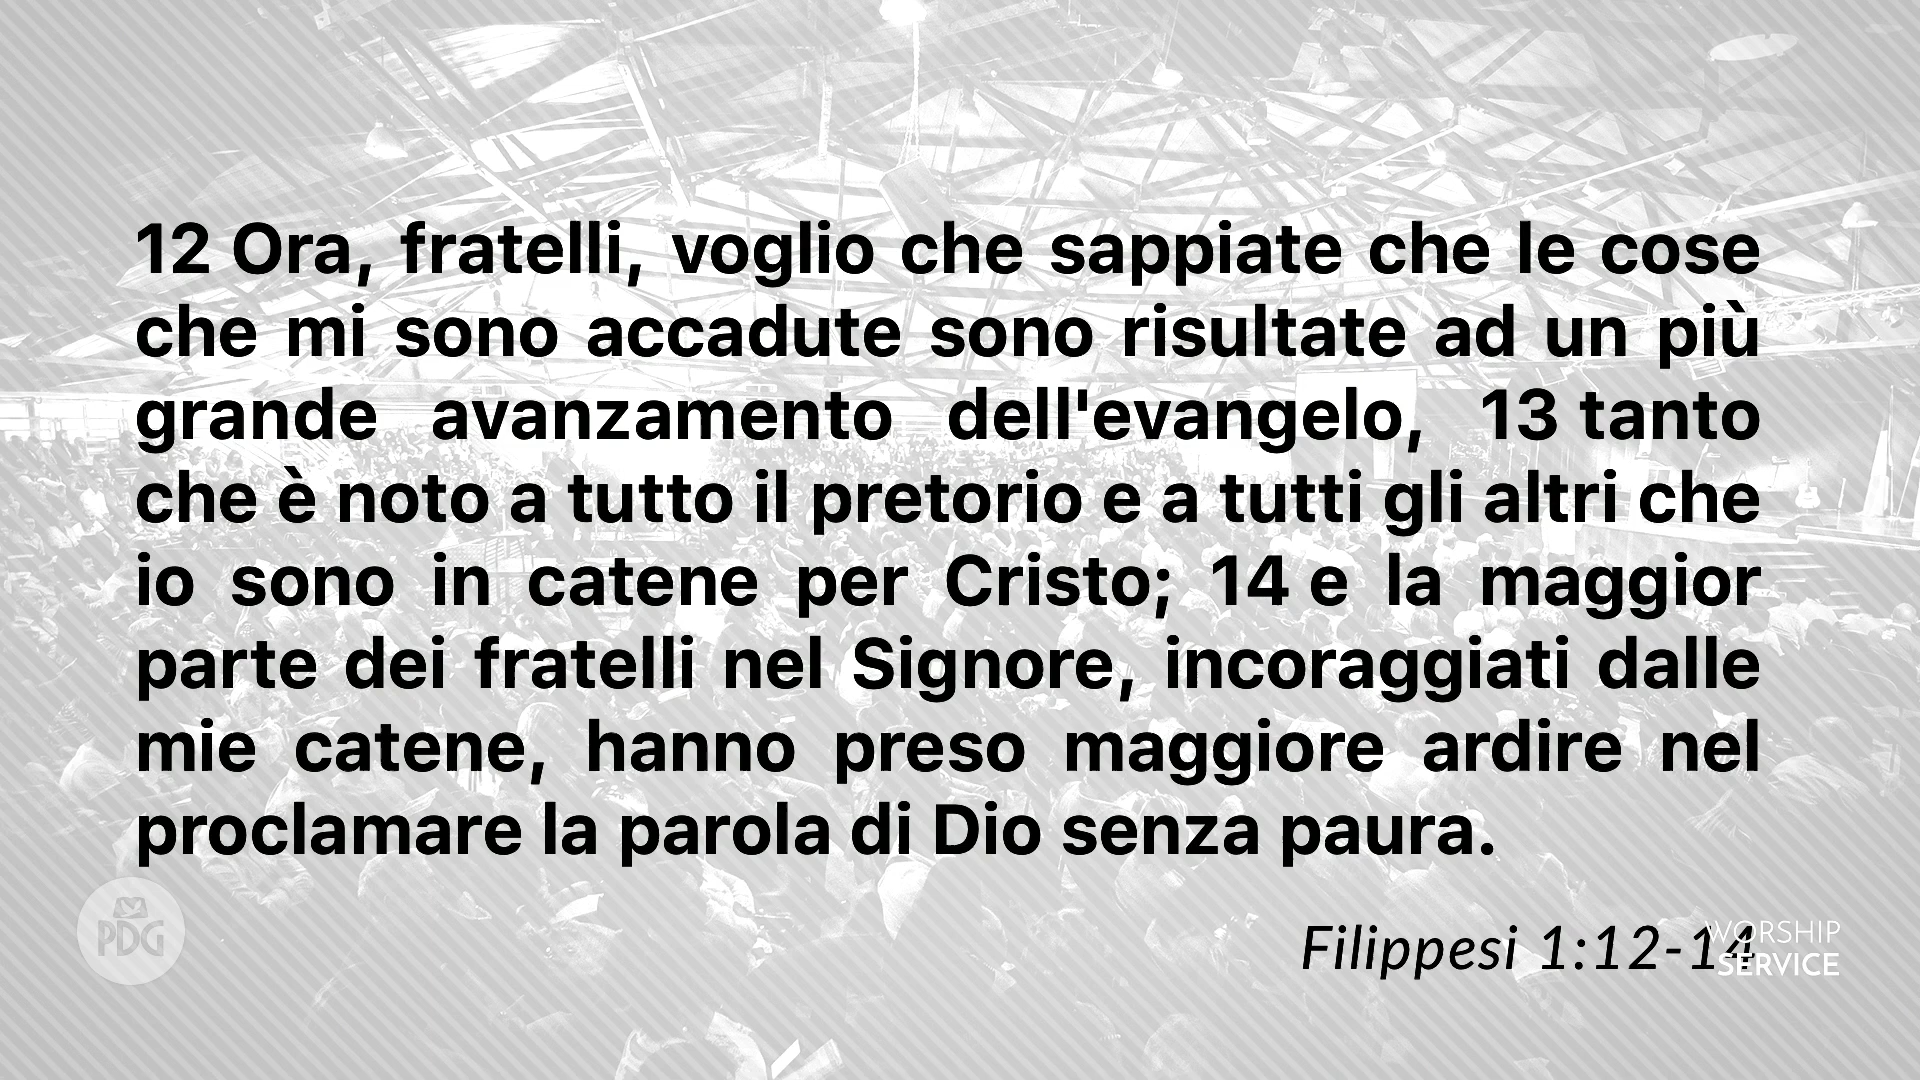 12 Ora, fratelli, voglio che sappiate che le cose
che mi sono accadute sono risultate ad un più
grande avanzamento dell'evangelo, 13 tanto
che è noto a tutto il pretorio e a tutti gli altri che
io sono in catene per Cristo; 14 e la maggior
parte dei fratelli nel Signore, incoraggiati dalle
mie catene, hanno preso maggiore ardire nel
proclamare la parola di Dio senza paura.
PDG
Filippesi 1:12-14
WORSHIP
SERVICE